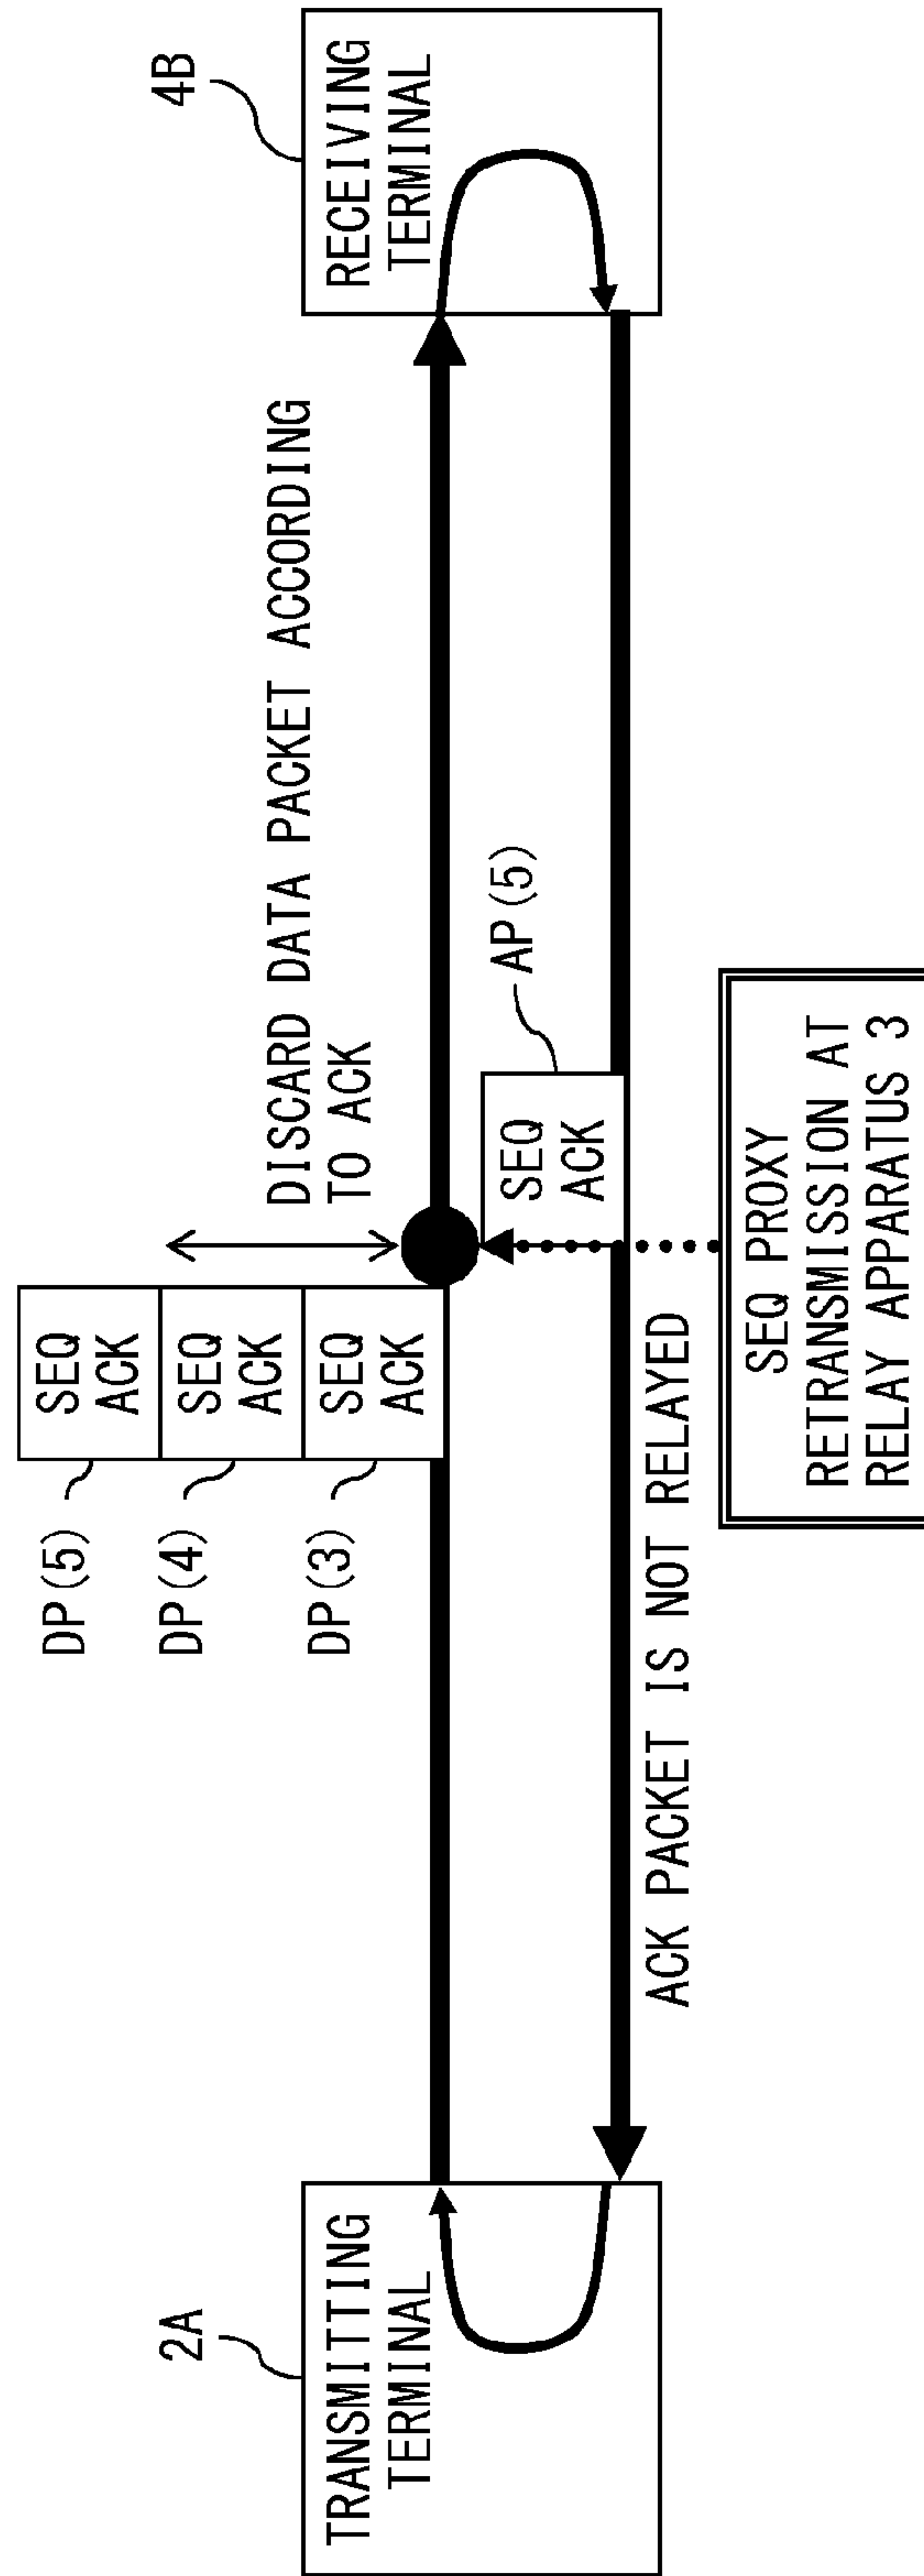 2A
TRANSMITTING
TERMINAL
DP(5)
SEQ
ACK
DP(4)
SEQ
ACK
DP(3)
SEQ
ACK
DISCARD DATA PACKET ACCORDING
TO ACK
SEQ
ACK
AP(5)
4B
RECEIVING
TERMINAL
ACK PACKET IS NOT RELAYED
SEQ PROXY
RETRANSMISSION AT
RELAY APPARATUS 3